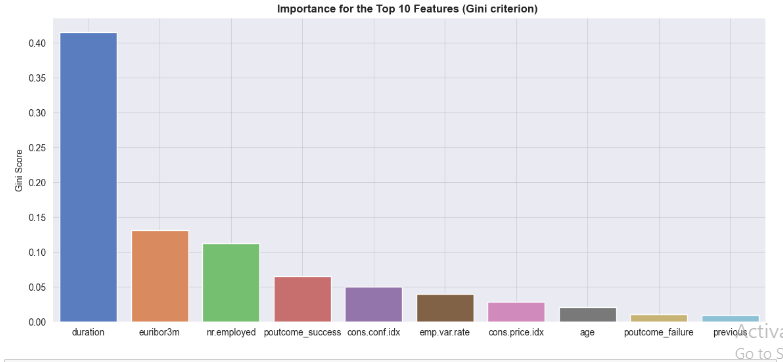 Importance for the Top 10 Features (Gini criterion)
0.40
0.35
0.30
0.25
0.20
0.15
0.10
0.05
0.00
Gini Score
duration euribor3m nr.employed poutcome_success cons.conf.idx emp.var.rate cons.price.idx age poutcome_failure previous
Activa
Go to S